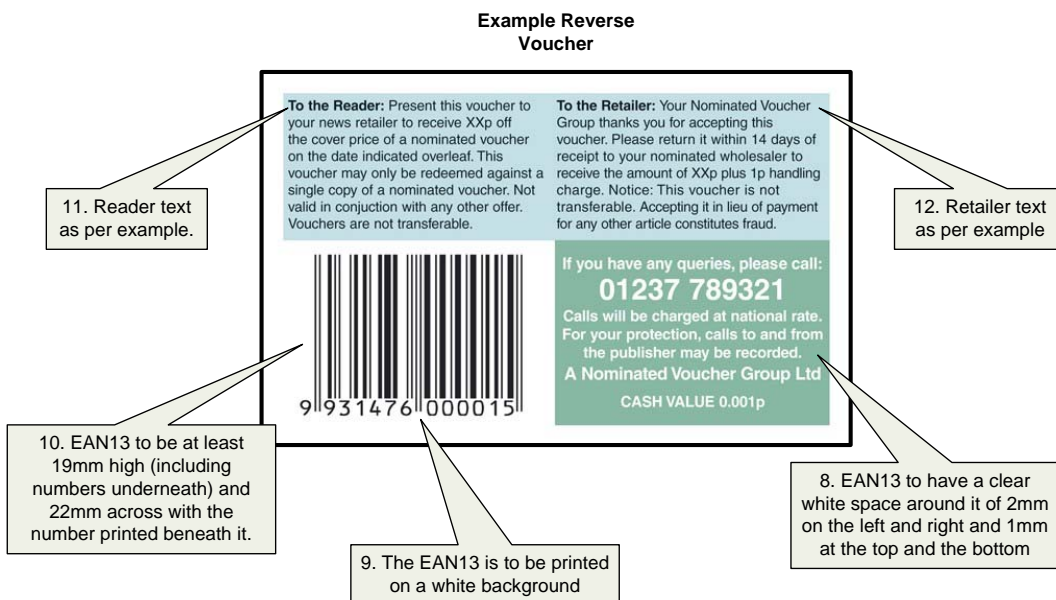 Example Reverse
Voucher
To the Reader: Present this voucher to
your news retailer to receive XXp off
the cover price of a nominated voucher
on the date indicated overleaf. This
voucher may only be redeemed against a
single copy of a nominated voucher. Not
valid in conjuction with any other offer.
Vouchers are not transferable.
To the Retailer: Your Nominated Voucher
Group thanks you for accepting this
voucher. Please return it within 14 days of
receipt to your nominated wholesaler to
receive the amount of XXp plus 1p handling
charge. Notice: This voucher is not
transferable. Accepting it in lieu of payment
for any other article constitutes fraud.
11. Reader text
as per example.
12. Retailer text
as per example
If you have any queries, please call:
01237 789321
Calls will be charged at national rate.
For your protection, calls to and from
the publisher may be recorded.
A Nominated Voucher Group Ltd
CASH VALUE 0.001p
9 931476 000015
10. EAN13 to be at least
19mm high (including
numbers underneath) and
22mm across with the
number printed beneath it.
9. The EAN13 is to be printed
on a white background
8. EAN13 to have a clear
white space around it of 2mm
on the left and right and 1mm
at the top and the bottom